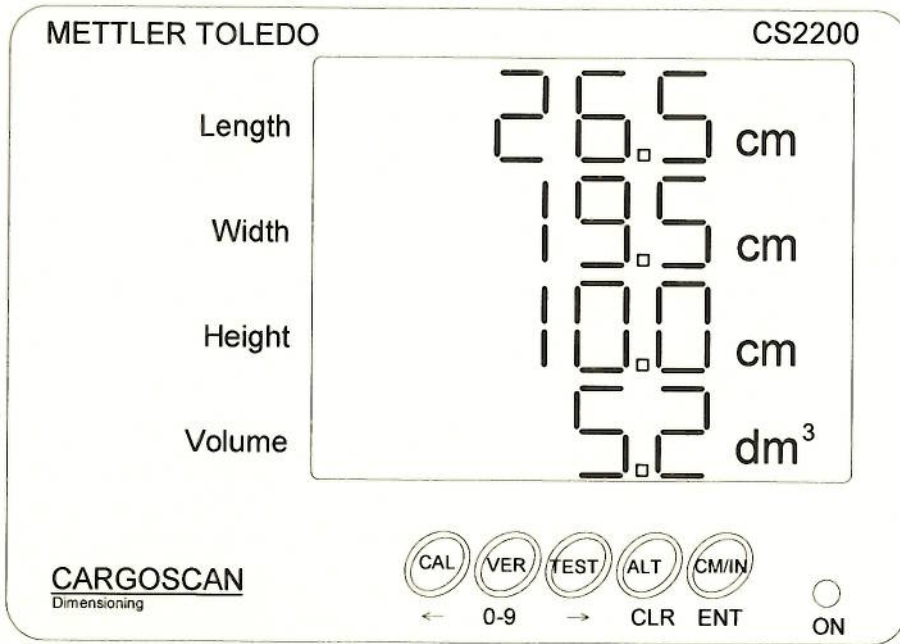 METTLER TOLEDO CS2200
Length 26.5 cm
Width 19.5 cm
Height 10.0 cm
Volume 5.2 dm³
CAL VER TEST ALT CM/IN
← 0-9 → CLR ENT
CARGOSCAN
Dimensioning
ON